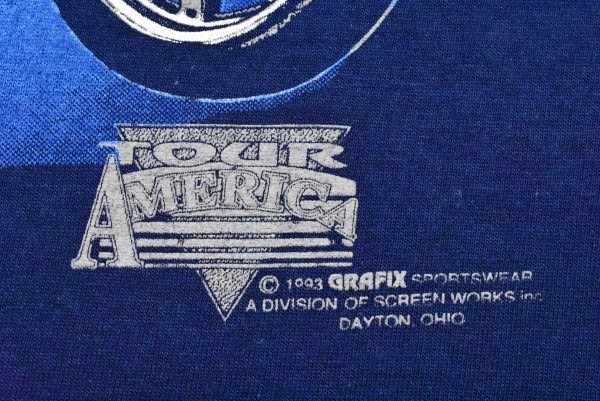 TOUR
AMERICA
© 1993 GRAFIX SPORTSWEAR
A DIVISION OF SCREEN WORKS inc.
DAYTON, OHIO